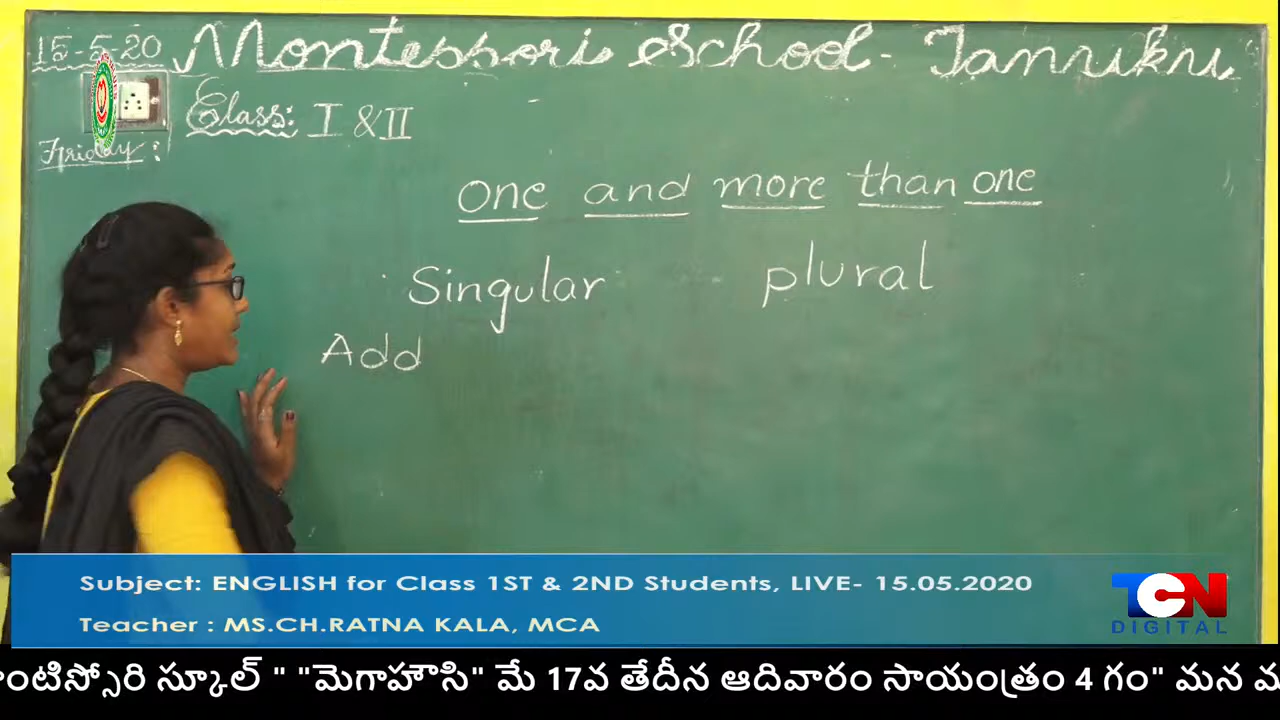 15-5-20 Montessori School - Tanuku
Friday:
Class: I & II
one and more than one
Singular plural
Add
Subject: ENGLISH for Class 1ST & 2ND Students, LIVE- 15.05.2020
Teacher : MS.CH.RATNA KALA, MCA
TCN
DIGITAL
ాంటిస్సోరి స్కూల్ " "మెగాహౌసి" మే 17వ తేదీన ఆదివారం సాయంత్రం 4 గం" మన మ